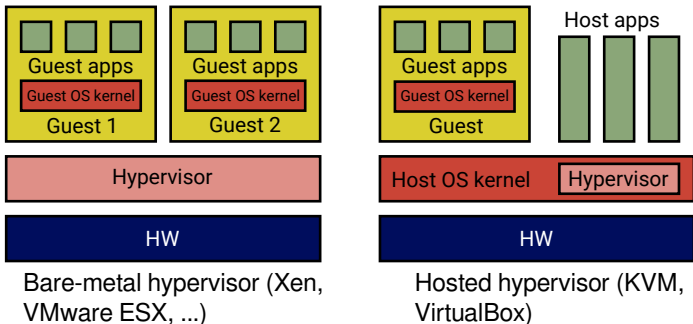 Guest apps
Guest OS kernel
Guest 1
Guest apps
Guest OS kernel
Guest 2
Hypervisor
HW
Bare-metal hypervisor (Xen,
VMware ESX, ...)
Guest apps
Guest OS kernel
Guest
Host apps
Host OS kernel
Hypervisor
HW
Hosted hypervisor (KVM,
VirtualBox)